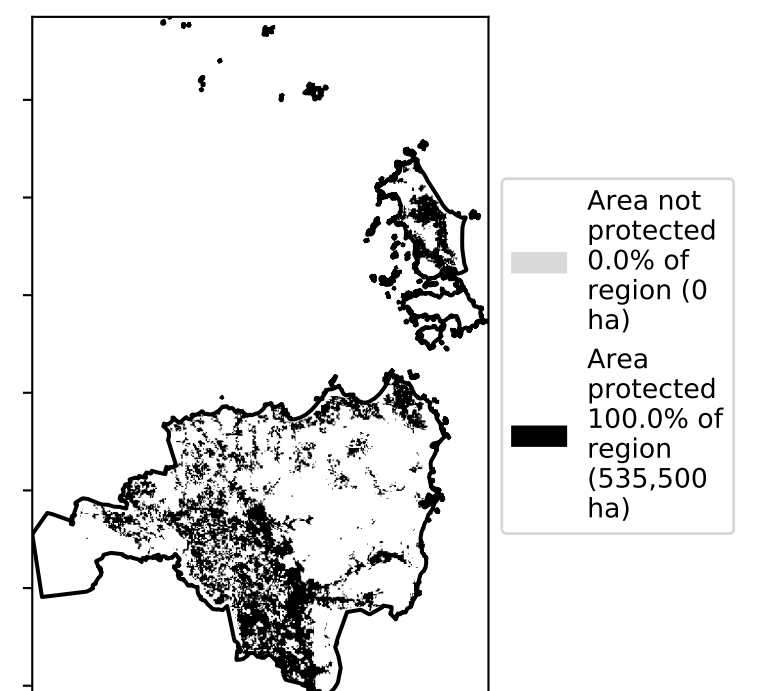 Area not
protected
0.0% of
region (0
ha)
Area
protected
100.0% of
region
(535,500
ha)